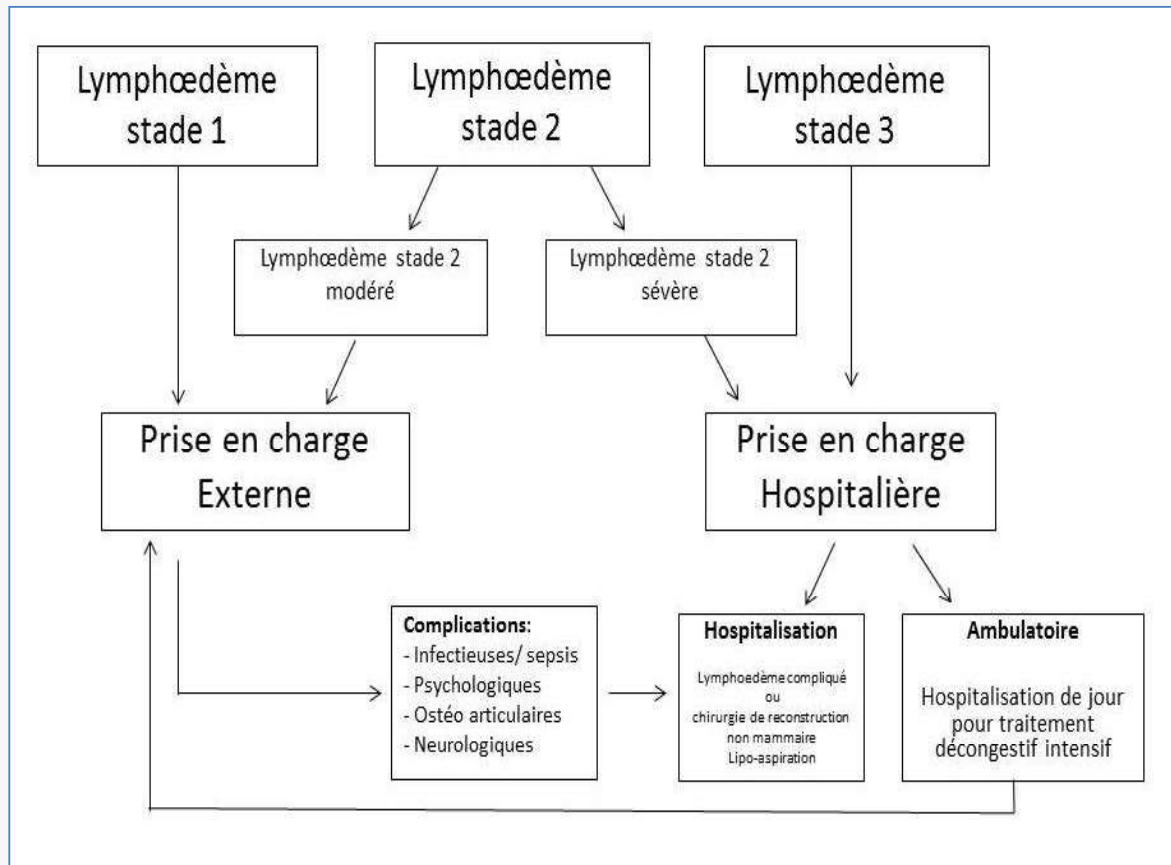 Lymphœdème
stade 1
Lymphœdème
stade 2
Lymphœdème
stade 3
Lymphœdème stade 2
modéré
Lymphœdème stade 2
sévère
Prise en charge
Externe
Prise en charge
Hospitalière
Complications:
- Infectieuses/ sepsis
- Psychologiques
- Ostéo articulaires
- Neurologiques
Hospitalisation
Lymphoedème compliqué
ou
chirurgie de reconstruction
non mammaire
Lipo-aspiration
Ambulatoire
Hospitalisation de jour
pour traitement
décongestif intensif